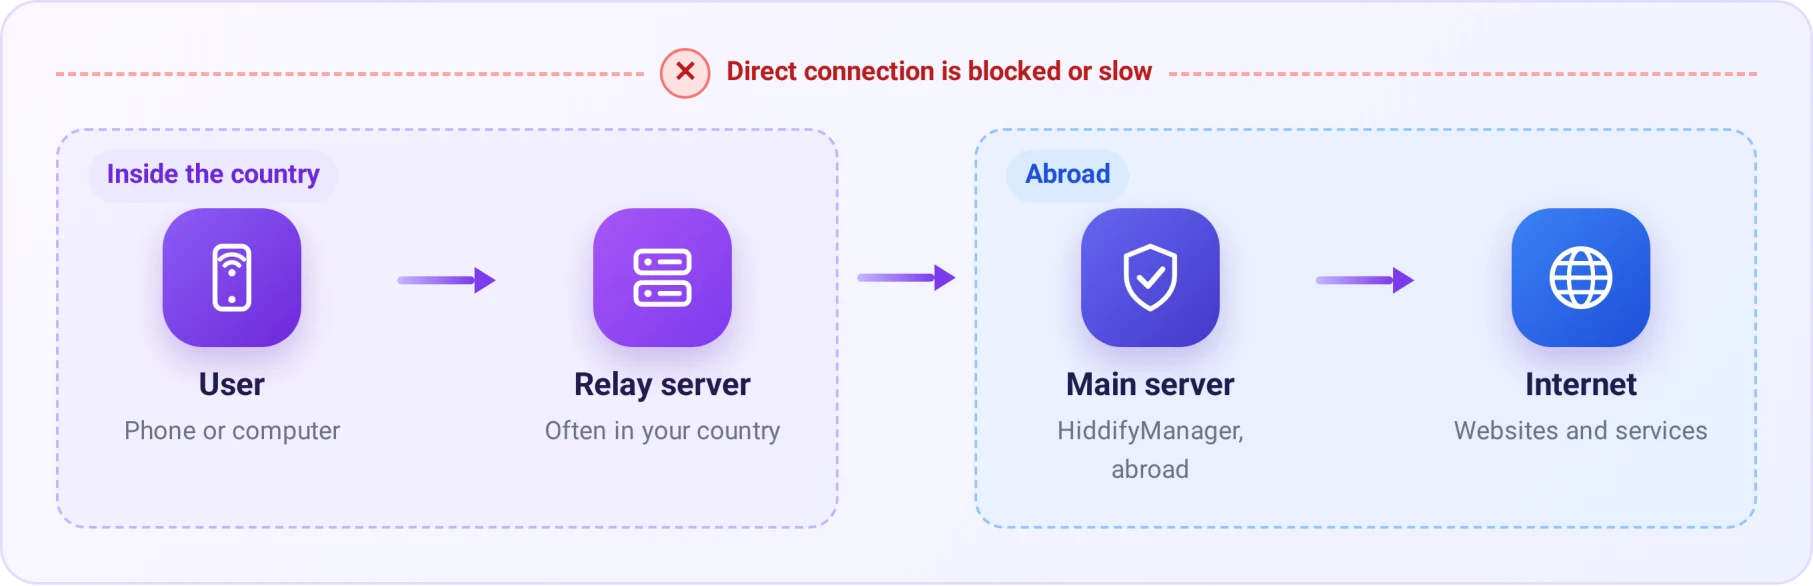 Direct connection is blocked or slow
Inside the country
User
Phone or computer
Relay server
Often in your country
Abroad
Main server
HiddifyManager,
abroad
Internet
Websites and services